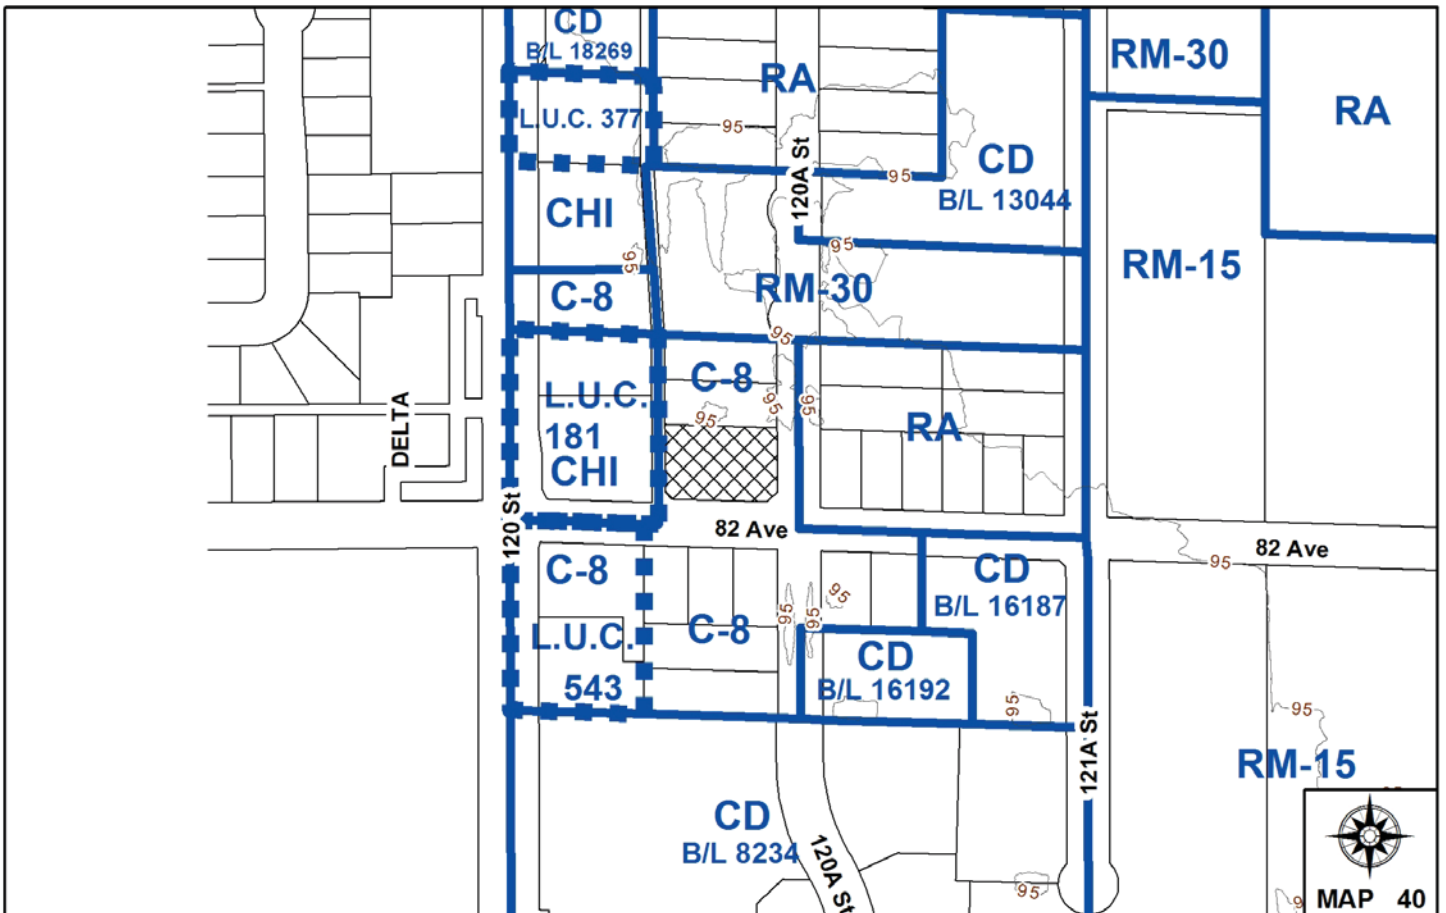 CD
B/L 18269
RA
RM-30
RA
L.U.C. 377
95
120A St
CD
95
B/L 13044
CHI
95
95
RM-15
C-8
RM-30
95
C-8
L.U.C.
181
CHI
95
95
95
RA
DELTA
120 St
82 Ave
82 Ave
95
C-8
CD
B/L 16187
95
95
95
L.U.C.
543
C-8
CD
B/L 16192
95
95
121A St
RM-15
CD
B/L 8234
120A St
95
MAP 40